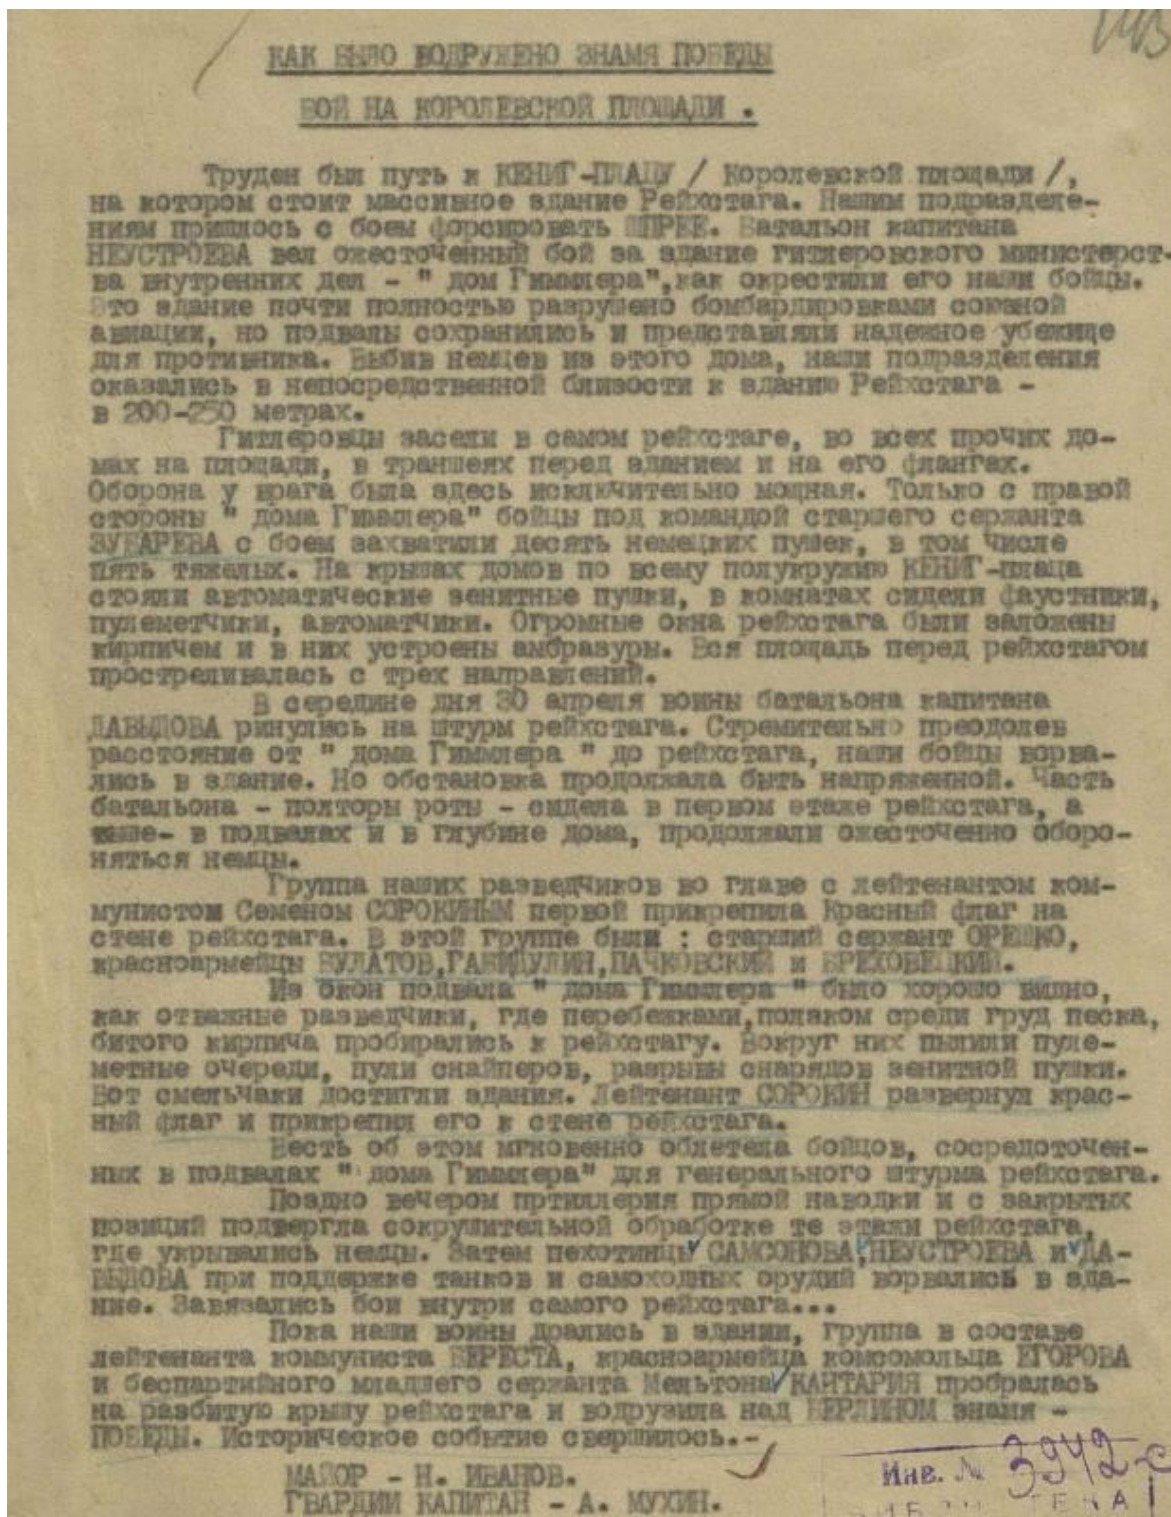 КАК БЫЛО ВОДРУЖЕНО ЗНАМЯ ПОБЕДЫ
БОЙ НА КОРОЛЕВСКОЙ ПЛОЩАДИ .
Труден был путь к КЕНИГ-ПЛАЦУ / Королевской площади /,
на котором стоит массивное здание Рейхстага. Нашим подразделе-
ниям пришлось с боем форсировать ШПРЕЕ. Батальон капитана
НЕУСТРОЕВА вел ожесточенный бой за здание гитлеровского министерст-
ва внутренних дел - " дом Гиммлера",как окрестили его наши бойцы.
Это здание почти полностью разрушено бомбардировками союзной
авиации, но подвалы сохранились и представляли надежное убежище
для противника. Выбив немцев из этого дома, наши подразделения
оказались в непосредственной близости к зданию Рейхстага -
в 200-250 метрах.
Гитлеровцы засели в самом рейхстаге, во всех прочих до-
мах на площади, в траншеях перед зданием и на его флангах.
Оборона у врага была здесь исключительно мощная. Только с правой
стороны " дома Гиммлера" бойцы под командой старшего сержанта
ЗУБАРЕВА с боем захватили десять немецких пушек, в том числе
пять тяжелых. На крышах домов по всему полукружию КЕНИГ-плаца
стояли автоматические зенитные пушки, в комнатах сидели фаустники,
пулеметчики, автоматчики. Огромные окна рейхстага были заложены
кирпичем и в них устроены амбразуры. Вся площадь перед рейхстагом
простреливалась с трех направлений.
В середине дня 30 апреля воины батальона капитана
ДАВЫДОВА ринулись на штурм рейхстага. Стремительно преодолев
расстояние от " дома Гиммлера " до рейхстага, наши бойцы ворва-
лись в здание. Но обстановка продолжала быть напряженной. Часть
батальона - полторы роты - сидела в первом этаже рейхстага, а
выше- в подвалах и в глубине дома, продолжали ожесточенно оборо-
няться немцы.
Группа наших разведчиков во главе с лейтенантом ком-
мунистом Семеном СОРОКИНЫМ первой прикрепила Красный флаг на
стене рейхстага. В этой группе были : старший сержант ОРЕШКО,
красноармейцы БУЛАТОВ,ГАБИДУЛИН,ПАЧКОВСКИЙ и БРЕХОВЕЦКИЙ.
Из окон подвала " дома Гиммлера " было хорошо видно,
как отважные разведчики, где перебежками,ползком среди груд песка,
битого кирпича пробирались к рейхстагу. Вокруг них пылили пуле-
метные очереди, пули снайперов, разрывы снарядов зенитной пушки.
Вот смельчаки достигли здания. Лейтенант СОРОКИН развернул крас-
ный флаг и прикрепил его к стене рейхстага.
Весть об этом мгновенно облетела бойцов, сосредоточен-
ных в подвалах " дома Гиммлера" для генерального штурма рейхстага.
Поздно вечером пртиллерия прямой наводки и с закрытых
позиций подвергла сокрушительной обработке те этажи рейхстага,
где укрывались немцы. Затем пехотинцы САМСОНОВА,НЕУСТРОЕВА и ДА-
ВЫДОВА при поддержке танков и самоходных орудий ворвались в зда-
ние. Завязались бои внутри самого рейхстага...
Пока наши воины дрались в здании, группа в составе
лейтенанта коммуниста БЕРЕСТА, красноармейца комсомольца ЕГОРОВА
и беспартийного младшего сержанта Мельтона КАНТАРИЯ пробралась
на разбитую крышу рейхстага и водрузила над БЕРЛИНОМ знамя -
ПОБЕДЫ. Историческое событие свершилось.-
МАЙОР - Н. ИВАНОВ.
ГВАРДИИ КАПИТАН - А. МУХИН.
Инв. № 3942-с